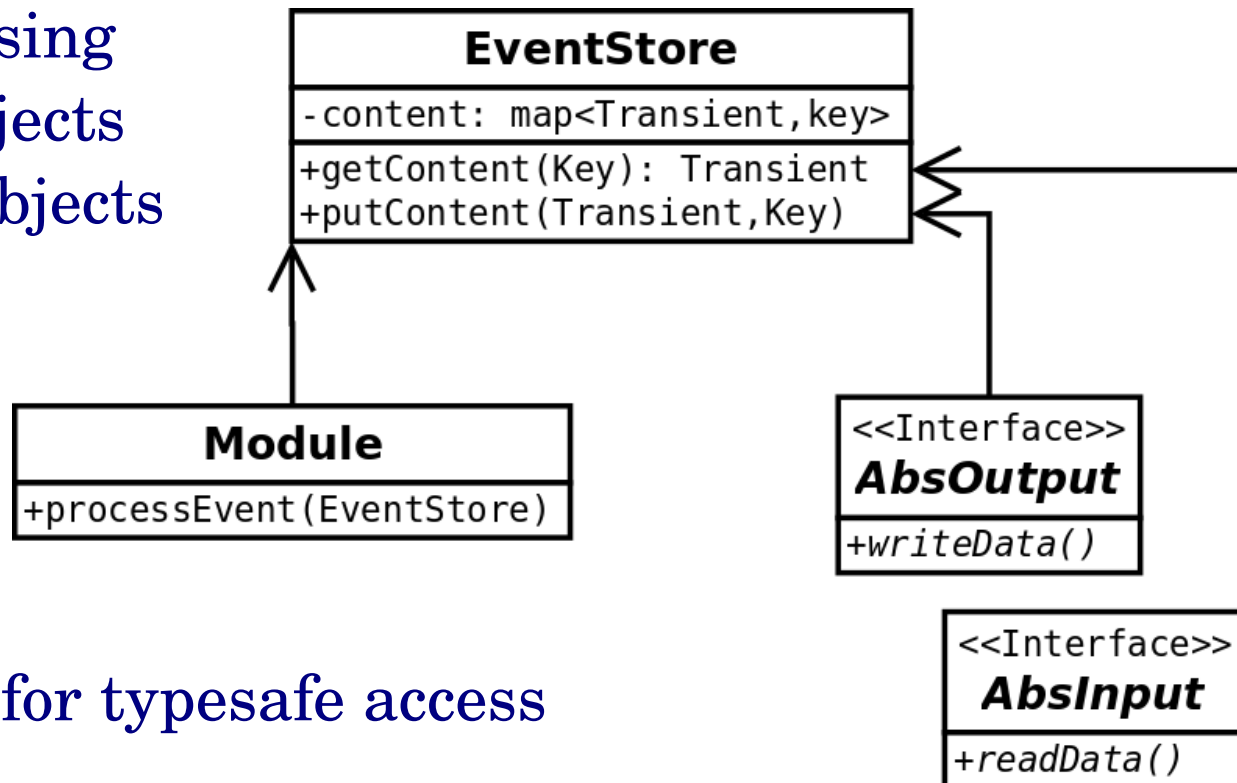 EventStore
-content: map<Transient,key>
+getContent(Key): Transient
+putContent(Transient,Key)
sing
jects
bjects
Module
+processEvent(EventStore)
<<Interface>>
AbsOutput
+writeData()
<<Interface>>
AbsInput
+readData()
for typesafe access